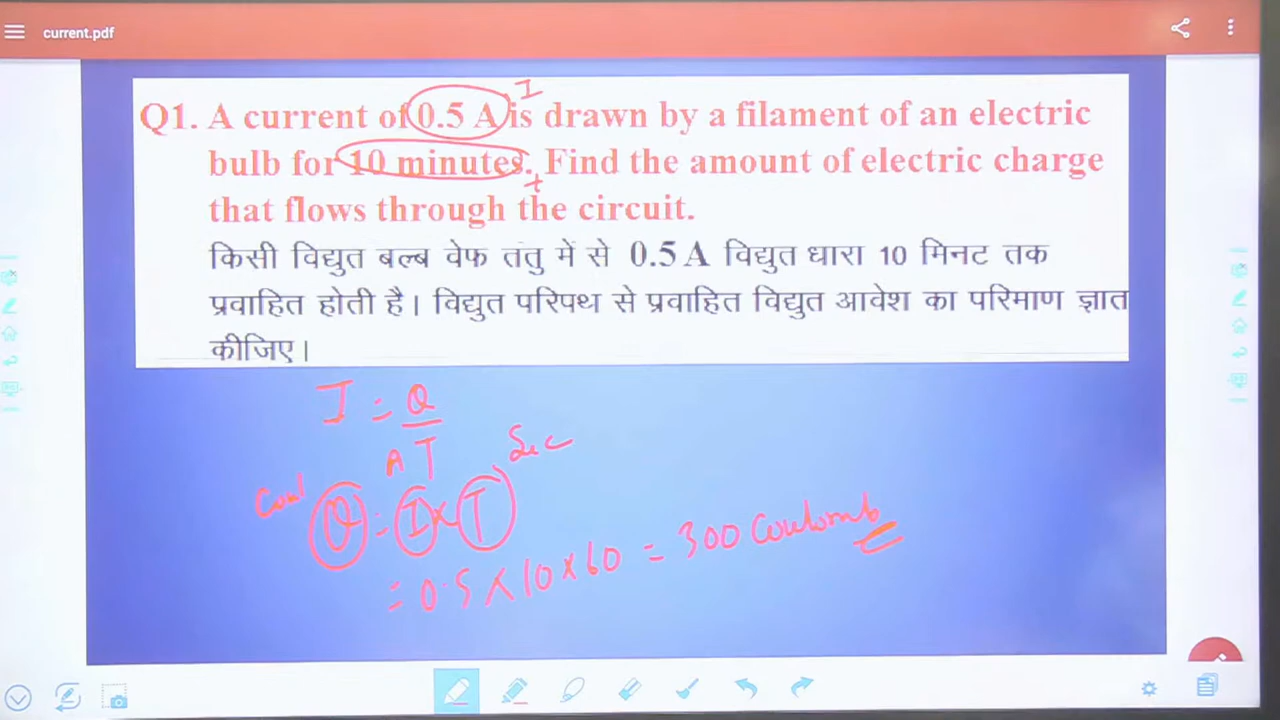 current.pdf
I
Q1. A current of 0.5 A is drawn by a filament of an electric
bulb for 10 minutes. Find the amount of electric charge
t
that flows through the circuit.
किसी विद्युत बल्ब वेफ तंतु में से 0.5 A विद्युत धारा 10 मिनट तक
प्रवाहित होती है। विद्युत परिपथ से प्रवाहित विद्युत आवेश का परिमाण ज्ञात
कीजिए।
I = Q
T
A
Sec
Coul
Q = I × T
= 0.5 × 10 × 60 = 300 Coulomb